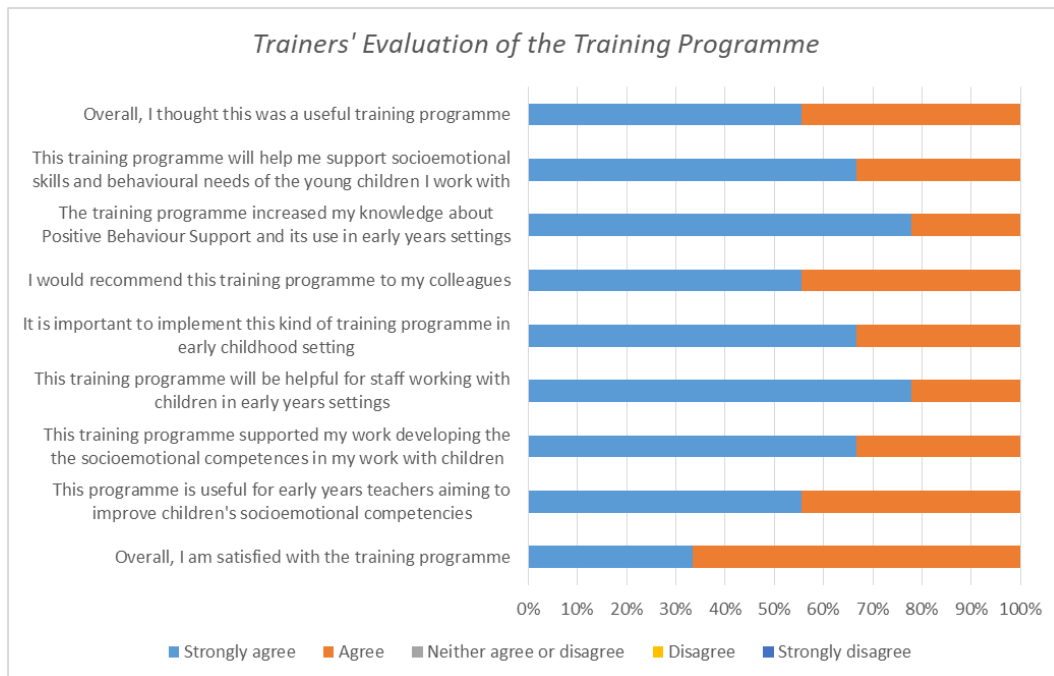 Trainers' Evaluation of the Training Programme
Overall, I thought this was a useful training programme
This training programme will help me support socioemotional
skills and behavioural needs of the young children I work with
The training programme increased my knowledge about
Positive Behaviour Support and its use in early years settings
I would recommend this training programme to my colleagues
It is important to implement this kind of training programme in
early childhood setting
This training programme will be helpful for staff working with
children in early years settings
This training programme supported my work developing the
the socioemotional competences in my work with children
This programme is useful for early years teachers aiming to
improve children's socioemotional competencies
Overall, I am satisfied with the training programme
0% 10% 20% 30% 40% 50% 60% 70% 80% 90% 100%
Strongly agree Agree Neither agree or disagree Disagree Strongly disagree